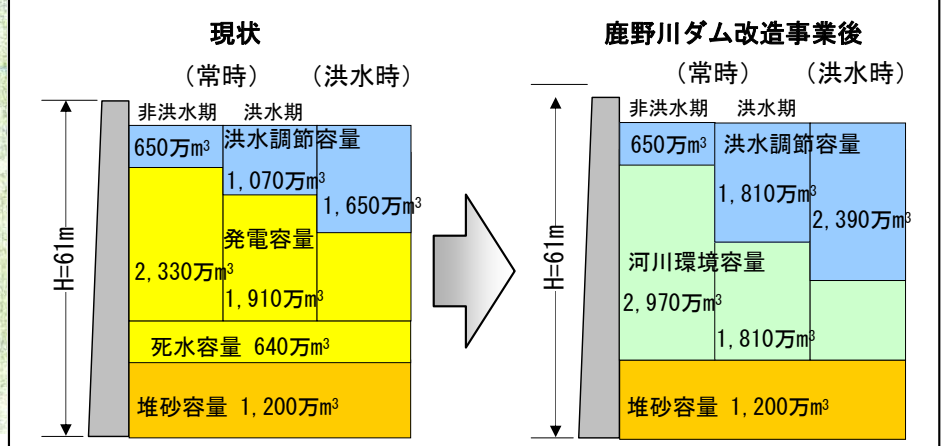 現状
（常時） （洪水時）
非洪水期 洪水期
650万m³ 洪水調節容量
1,070万m³
1,650万m³
発電容量
2,330万m³
1,910万m³
死水容量 640万m³
堆砂容量 1,200万m³
H=61m
鹿野川ダム改造事業後
（常時） （洪水時）
非洪水期 洪水期
650万m³ 洪水調節容量
1,810万m³
2,390万m³
河川環境容量
2,970万m³
1,810万m³
堆砂容量 1,200万m³
H=61m